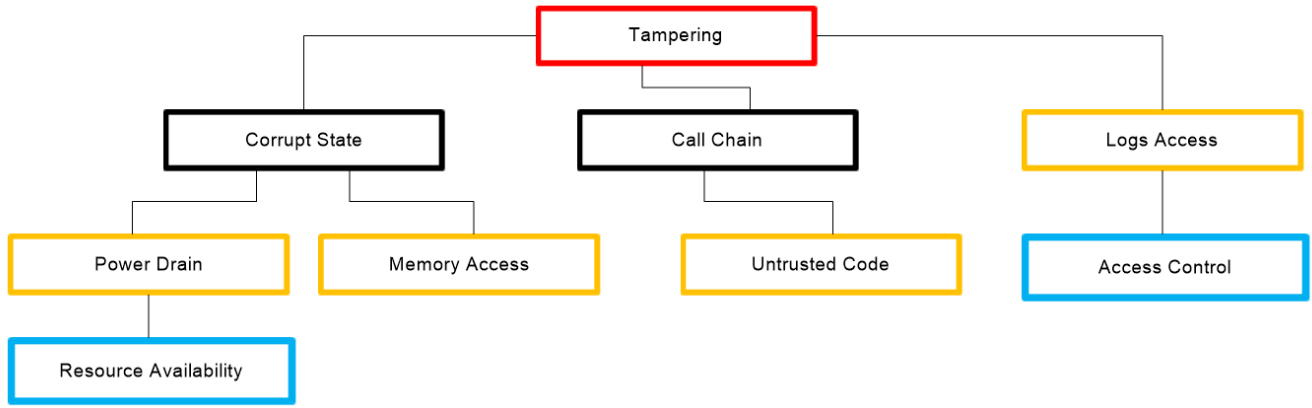 Tampering
Corrupt State
Call Chain
Logs Access
Power Drain
Memory Access
Untrusted Code
Access Control
Resource Availability